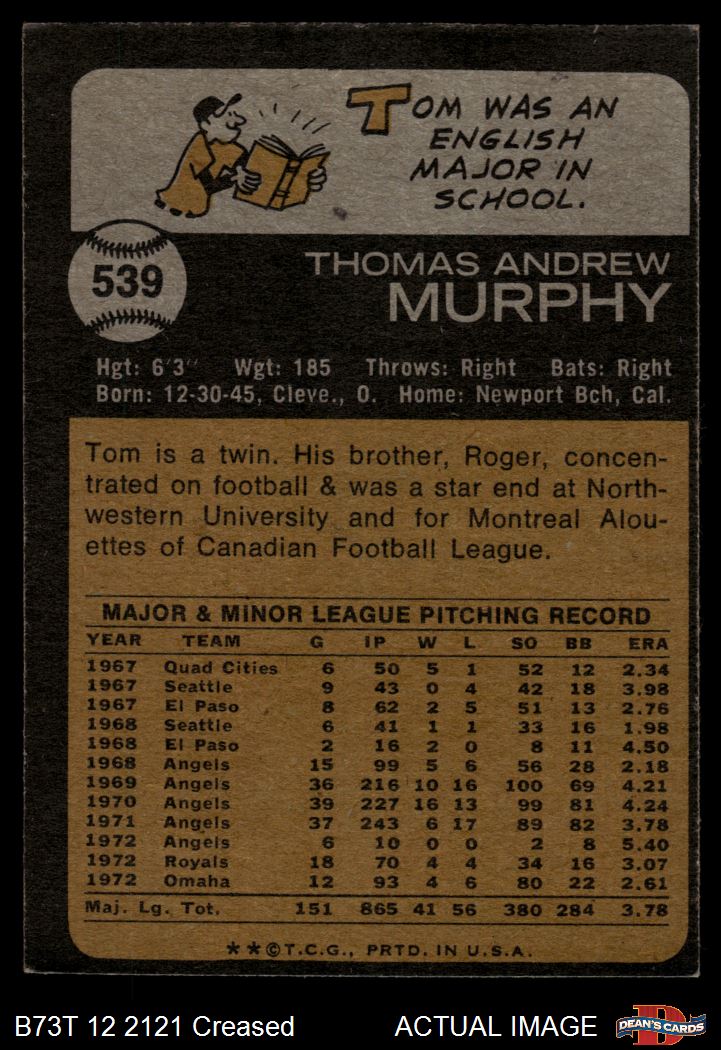 TOM WAS AN
ENGLISH
MAJOR IN
SCHOOL.
539
THOMAS ANDREW
MURPHY
Hgt: 6'3" Wgt: 185 Throws: Right Bats: Right
Born: 12-30-45, Cleve., O. Home: Newport Bch, Cal.
Tom is a twin. His brother, Roger, concen-
trated on football & was a star end at North-
western University and for Montreal Alou-
ettes of Canadian Football League.
MAJOR & MINOR LEAGUE PITCHING RECORD
YEAR TEAM G IP W L SO BB ERA
1967 Quad Cities 6 50 5 1 52 12 2.34
1967 Seattle 9 43 0 4 42 18 3.98
1967 El Paso 8 62 2 5 51 13 2.76
1968 Seattle 6 41 1 1 33 16 1.98
1968 El Paso 2 16 2 0 8 11 4.50
1968 Angels 15 99 5 6 56 28 2.18
1969 Angels 36 216 10 16 100 69 4.21
1970 Angels 39 227 16 13 99 81 4.24
1971 Angels 37 243 6 17 89 82 3.78
1972 Angels 6 10 0 0 2 8 5.40
1972 Royals 18 70 4 4 34 16 3.07
1972 Omaha 12 93 4 6 80 22 2.61
Maj. Lg. Tot. 151 865 41 56 380 284 3.78
**©T.C.G., PRTD. IN U.S.A.
B73T 12 2121 Creased ACTUAL IMAGE DEAN'S CARDS